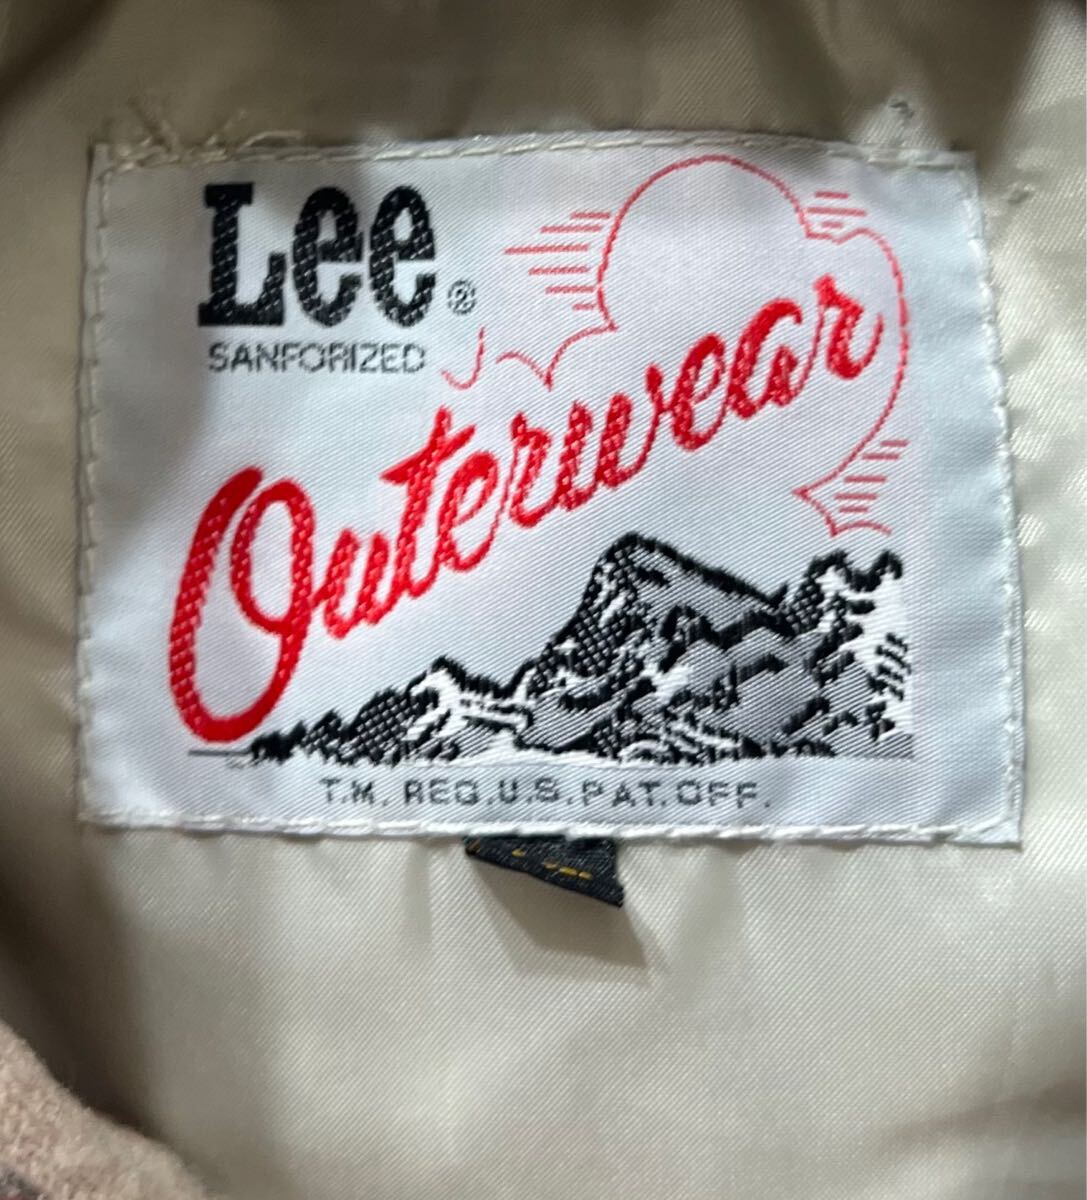 Lee®
SANFORIZED
Outerwear
T.M. REG. U.S. PAT. OFF.